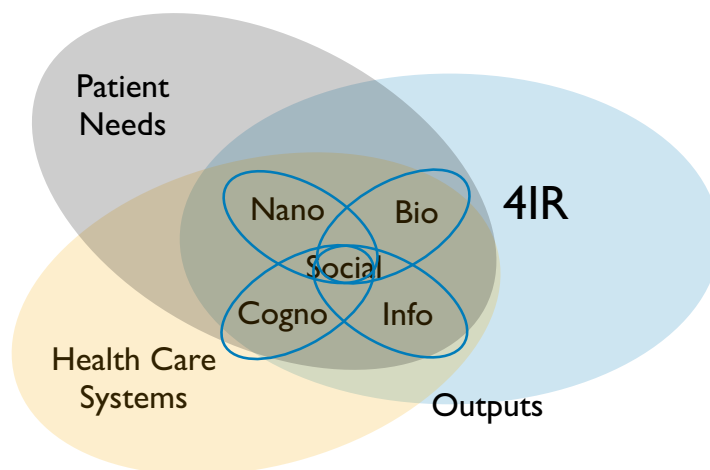 Patient
Needs
4IR
Nano
Bio
Social
Cogno
Info
Health Care
Systems
Outputs